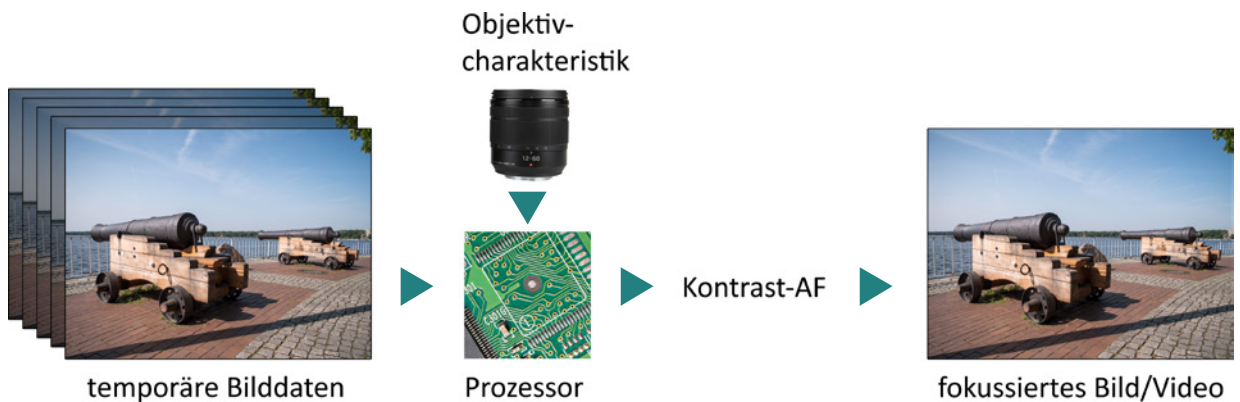 Objektiv-
charakteristik
12-60
Kontrast-AF
temporäre Bilddaten
Prozessor
fokussiertes Bild/Video